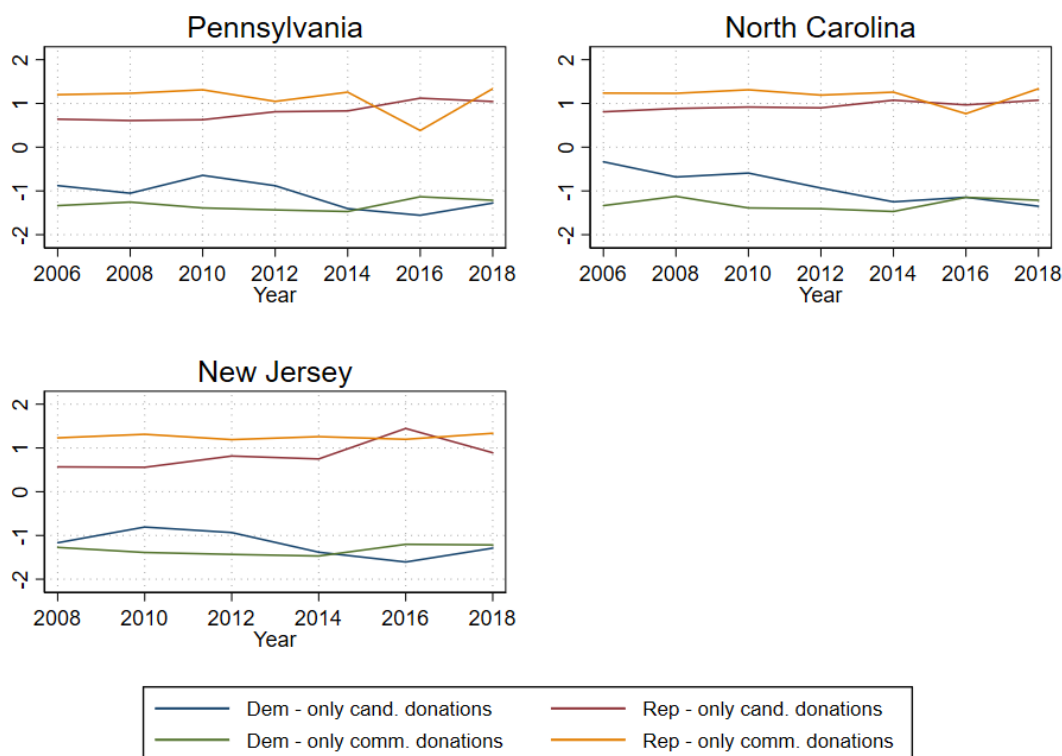 Pennsylvania
2
1
0
-1
-2
2006 2008 2010 2012 2014 2016 2018
Year
North Carolina
2
1
0
-1
-2
2006 2008 2010 2012 2014 2016 2018
Year
New Jersey
2
1
0
-1
-2
2008 2010 2012 2014 2016 2018
Year
Dem - only cand. donations
Rep - only cand. donations
Dem - only comm. donations
Rep - only comm. donations